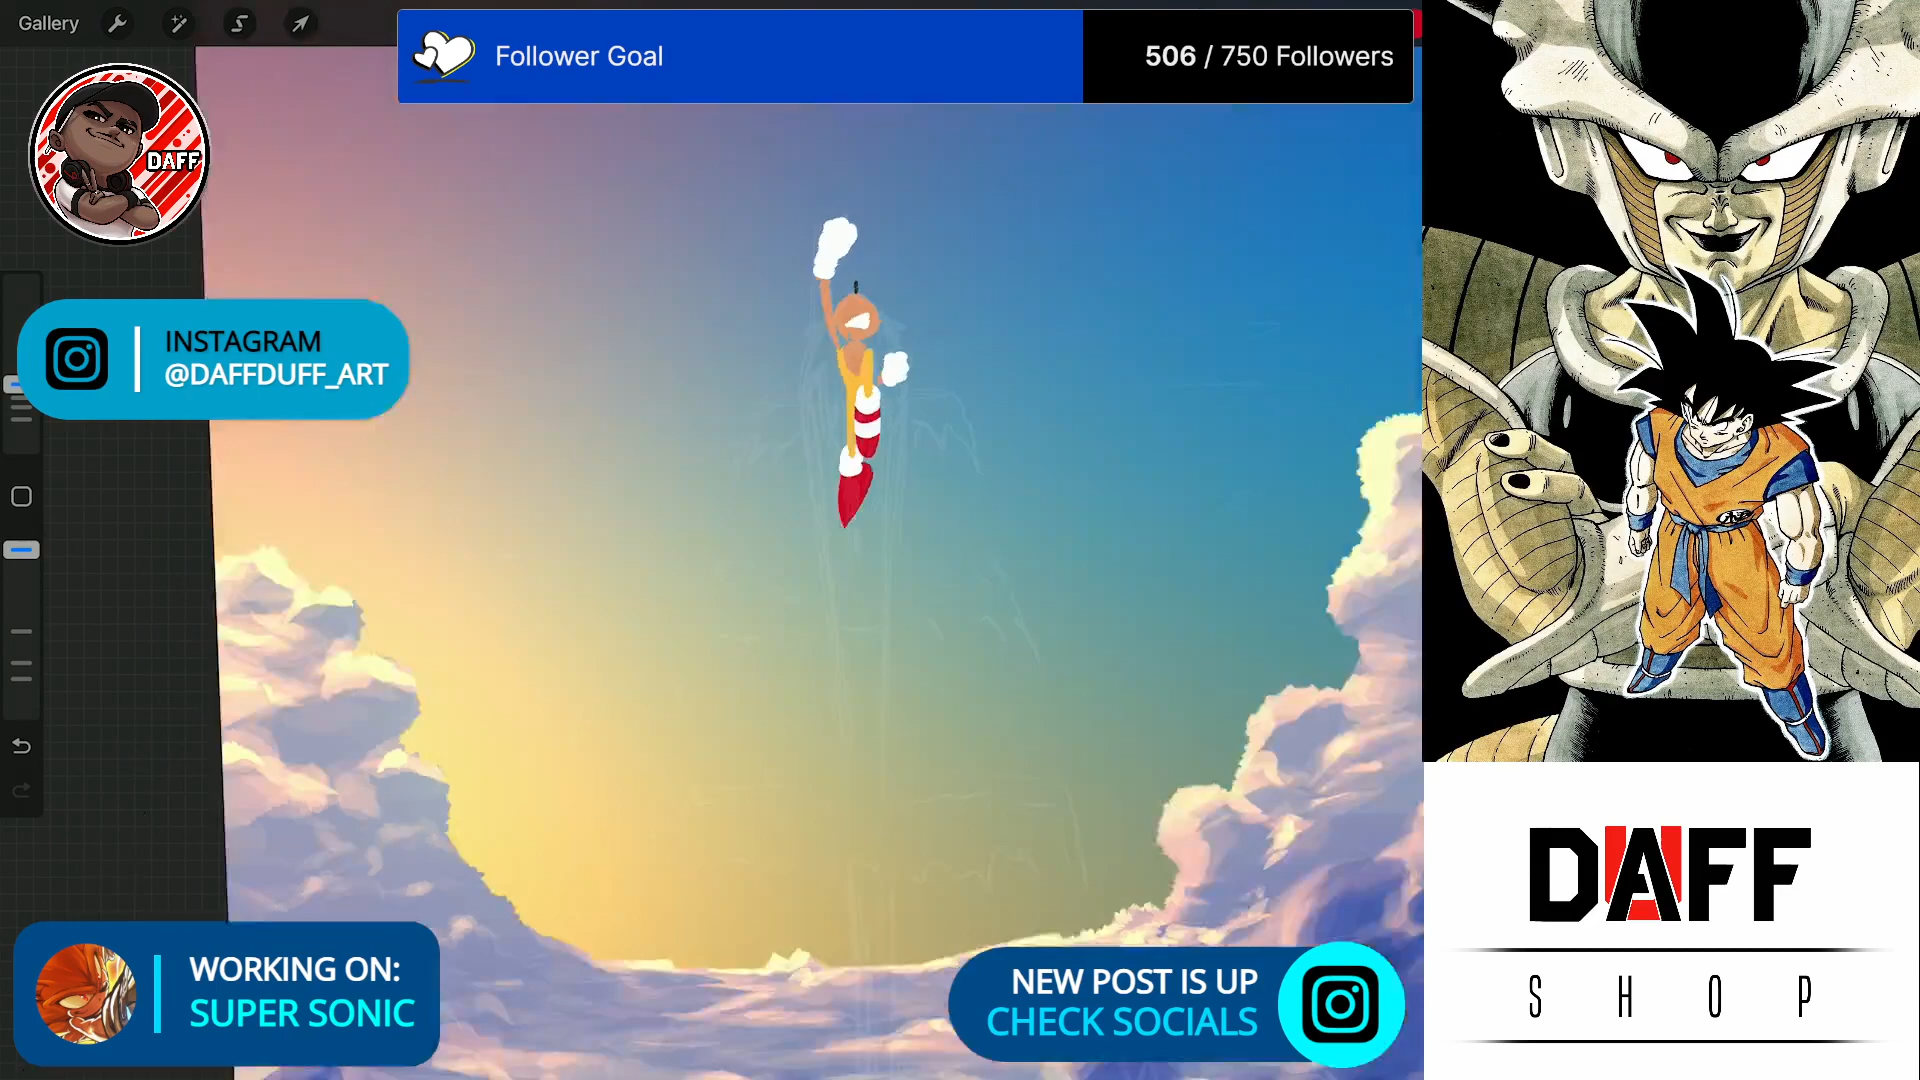 Gallery
Follower Goal
506 / 750 Followers
DAFF
INSTAGRAM
@DAFFDUFF_ART
WORKING ON:
SUPER SONIC
NEW POST IS UP
CHECK SOCIALS
DAFF
SHOP